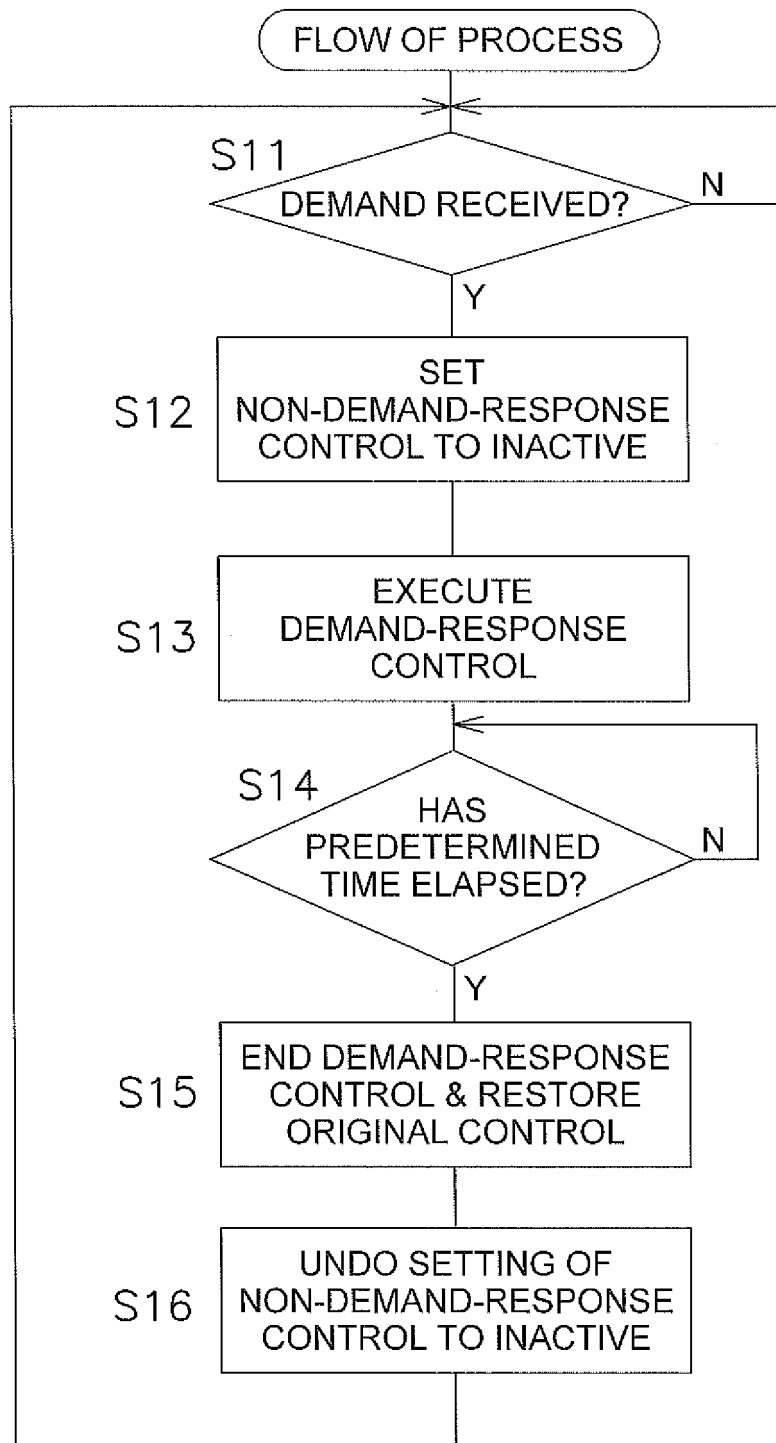 FLOW OF PROCESS
S11
DEMAND RECEIVED?
N
Y
S12
SET
NON-DEMAND-RESPONSE
CONTROL TO INACTIVE
S13
EXECUTE
DEMAND-RESPONSE
CONTROL
S14
HAS
PREDETERMINED
TIME ELAPSED?
N
Y
S15
END DEMAND-RESPONSE
CONTROL & RESTORE
ORIGINAL CONTROL
S16
UNDO SETTING OF
NON-DEMAND-RESPONSE
CONTROL TO INACTIVE